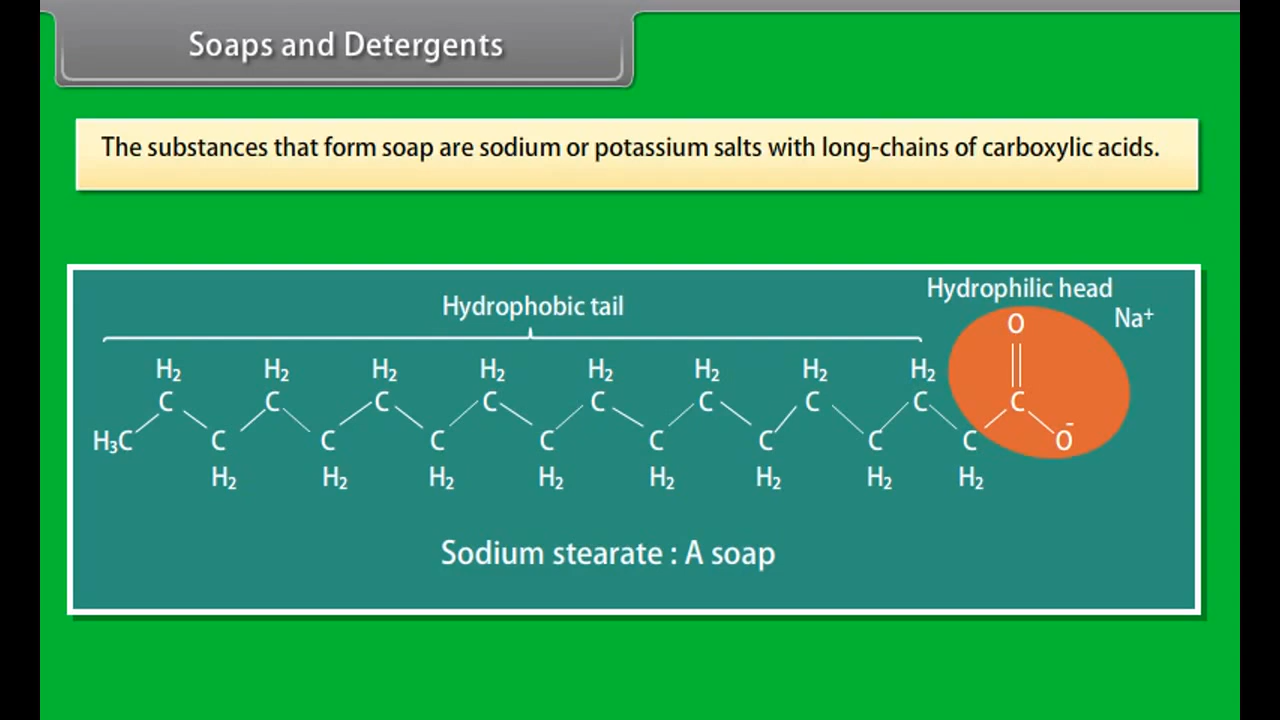 Soaps and Detergents
The substances that form soap are sodium or potassium salts with long-chains of carboxylic acids.
Hydrophilic head
Hydrophobic tail
O Na⁺
H₂ H₂ H₂ H₂ H₂ H₂ H₂ H₂
C C C C C C C C C
H₃C C C C C C C C C O⁻
H₂ H₂ H₂ H₂ H₂ H₂ H₂ H₂
Sodium stearate : A soap